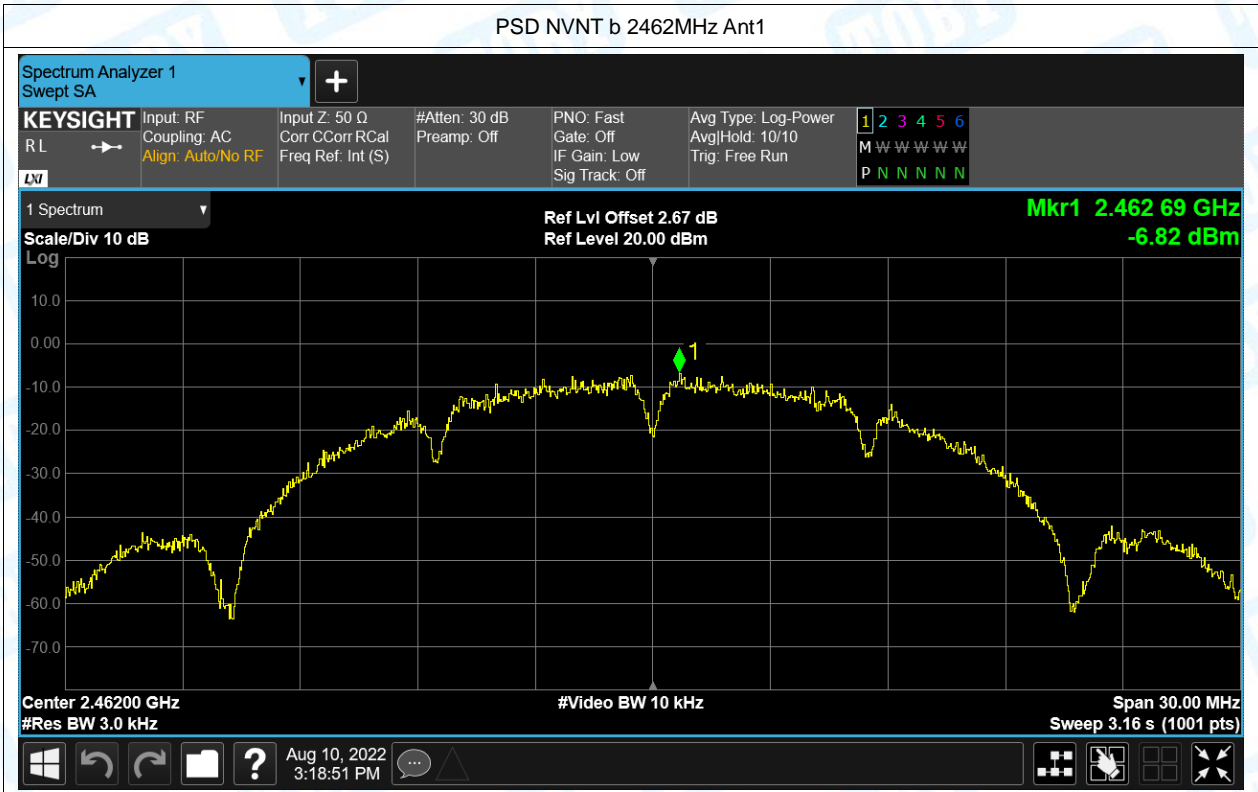 PSD NVNT b 2462MHz Ant1
Spectrum Analyzer 1
Swept SA
KEYSIGHT
R L
LXI
Input: RF
Coupling: AC
Align: Auto/No RF
Input Z: 50 Ω
Corr CCorr RCal
Freq Ref: Int (S)
#Atten: 30 dB
Preamp: Off
PNO: Fast
Gate: Off
IF Gain: Low
Sig Track: Off
Avg Type: Log-Power
Avg|Hold: 10/10
Trig: Free Run
1 2 3 4 5 6
M W W W W W
P N N N N N
1 Spectrum
Scale/Div 10 dB
Log
Ref Lvl Offset 2.67 dB
Ref Level 20.00 dBm
Mkr1 2.462 69 GHz
-6.82 dBm
10.0
0.00
-10.0
-20.0
-30.0
-40.0
-50.0
-60.0
-70.0
1
Center 2.46200 GHz
#Res BW 3.0 kHz
#Video BW 10 kHz
Span 30.00 MHz
Sweep 3.16 s (1001 pts)
?
Aug 10, 2022
3:18:51 PM